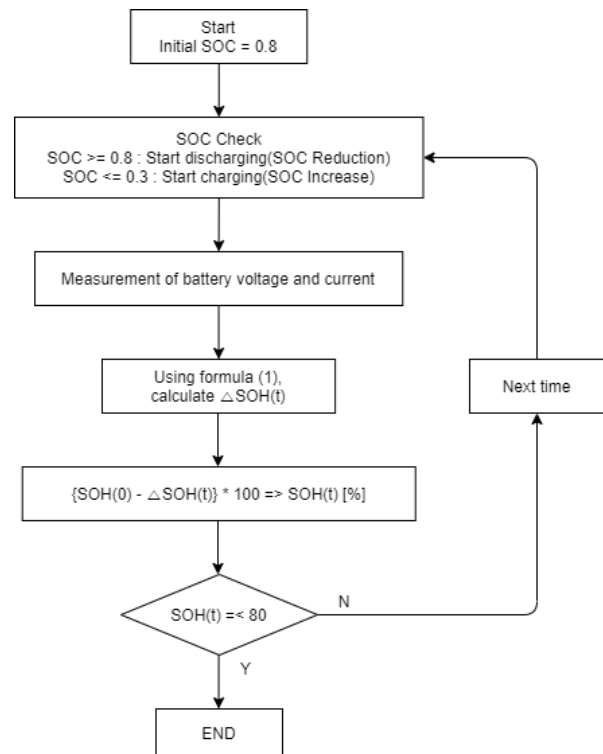 Start
Initial SOC = 0.8
SOC Check
SOC >= 0.8 : Start discharging(SOC Reduction)
SOC <= 0.3 : Start charging(SOC Increase)
Measurement of battery voltage and current
Using formula (1),
calculate △SOH(t)
Next time
{SOH(0) - △SOH(t)} * 100 => SOH(t) [%]
SOH(t) =< 80
N
Y
END